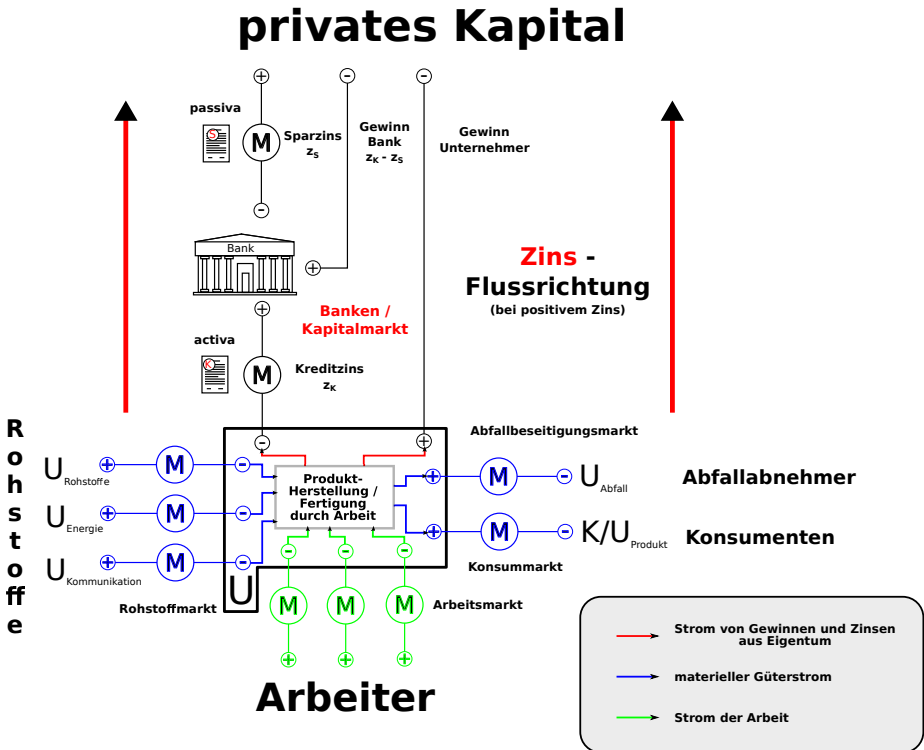 privates Kapital
+
-
-
passiva
S
M
Sparzins
zS
Gewinn
Bank
zK - zS
Gewinn
Unternehmer
-
Bank
+
Zins -
Flussrichtung
(bei positivem Zins)
+
Banken /
Kapitalmarkt
activa
K
M
Kreditzins
zK
-
+
Rohstoffe
URohstoffe
+
M
-
UEnergie
+
M
-
UKommunikation
+
M
-
Rohstoffmarkt
U
Produkt-
Herstellung /
Fertigung
durch Arbeit
Abfallbeseitigungsmarkt
+
M
-
UAbfall
Abfallabnehmer
+
M
-
K/UProdukt
Konsumenten
Konsummarkt
-
-
-
M
M
M
Arbeitsmarkt
+
+
+
Arbeiter
Strom von Gewinnen und Zinsen
aus Eigentum
materieller Güterstrom
Strom der Arbeit